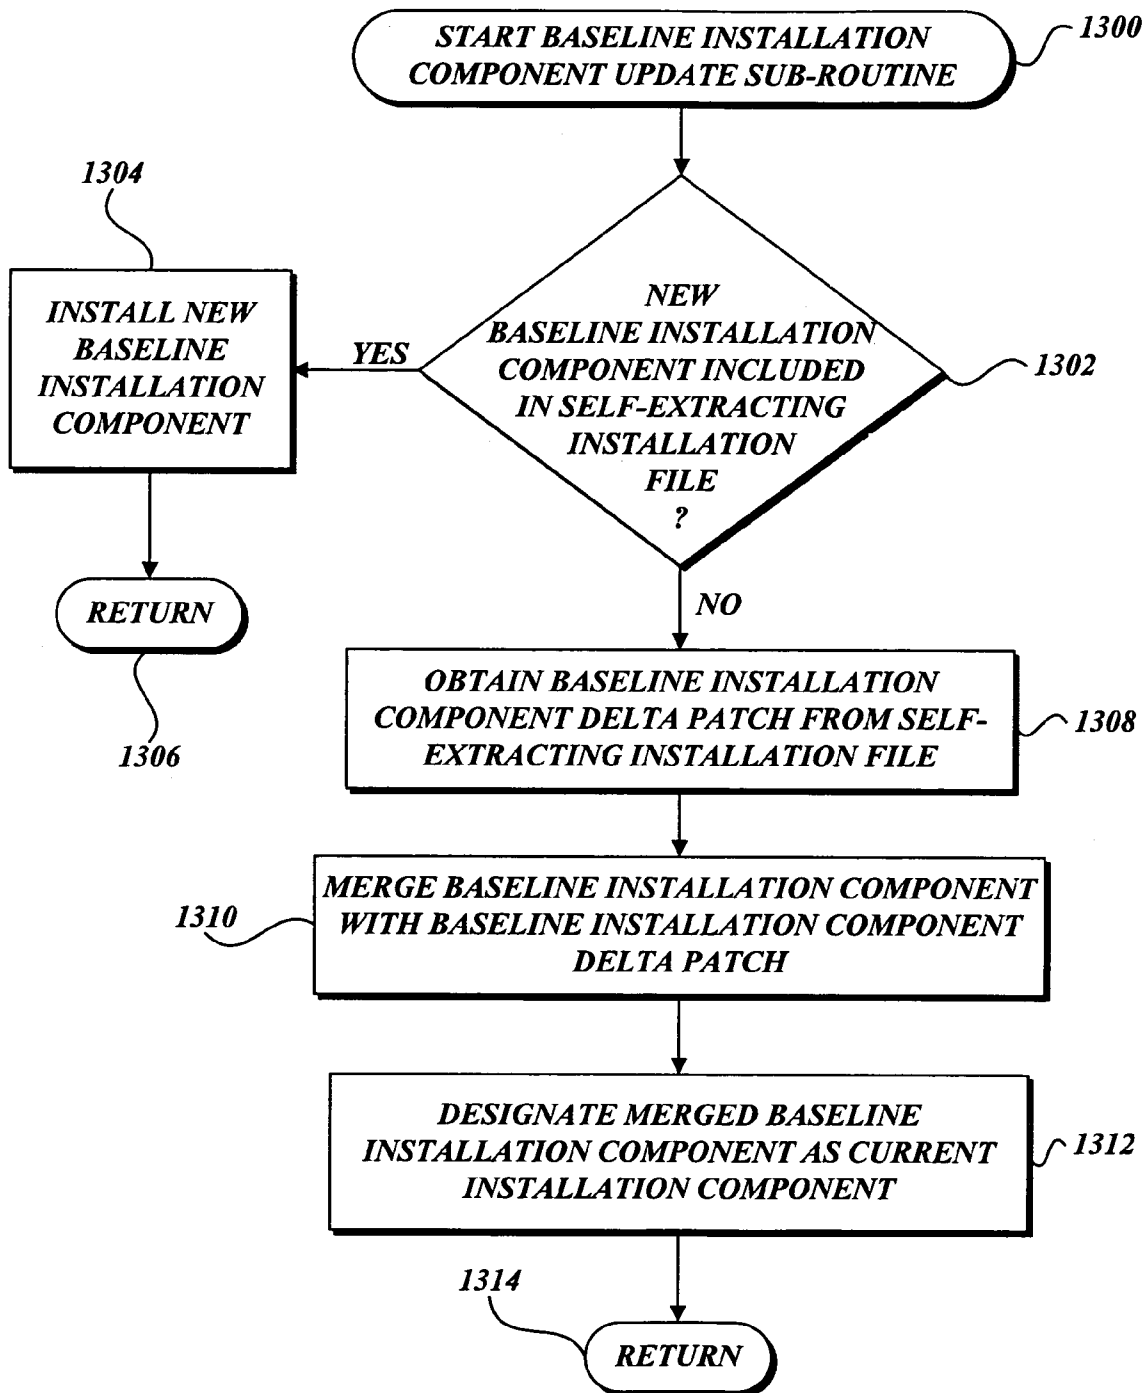 START BASELINE INSTALLATION
COMPONENT UPDATE SUB-ROUTINE
1300
1304
INSTALL NEW
BASELINE
INSTALLATION
COMPONENT
YES
NEW
BASELINE INSTALLATION
COMPONENT INCLUDED
IN SELF-EXTRACTING
INSTALLATION
FILE
?
1302
RETURN
1306
NO
OBTAIN BASELINE INSTALLATION
COMPONENT DELTA PATCH FROM SELF-
EXTRACTING INSTALLATION FILE
1308
MERGE BASELINE INSTALLATION COMPONENT
WITH BASELINE INSTALLATION COMPONENT
DELTA PATCH
1310
DESIGNATE MERGED BASELINE
INSTALLATION COMPONENT AS CURRENT
INSTALLATION COMPONENT
1312
1314
RETURN